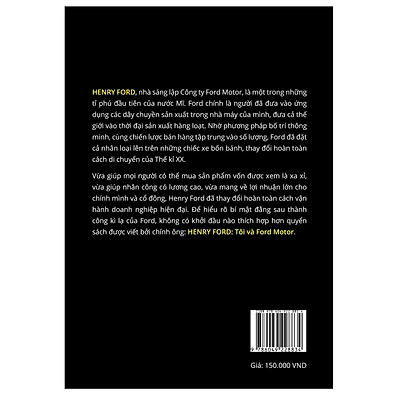 HENRY FORD, nhà sáng lập Công ty Ford Motor, là một trong những
tỉ phú đầu tiên của nước Mĩ. Ford chính là người đã đưa vào ứng
dụng các dây chuyền sản xuất trong nhà máy của mình, đưa cả thế
giới vào thời đại sản xuất hàng loạt. Nhờ phương pháp bố trí thông
minh, cùng chiến lược bán hàng tập trung vào số lượng, Ford đã đặt
cả nhân loại lên trên những chiếc xe bốn bánh, thay đổi hoàn toàn
cách di chuyển của Thế kỉ XX.
Vừa giúp mọi người có thể mua sản phẩm vốn được xem là xa xỉ,
vừa giúp nhân công có lương cao, vừa mang về lợi nhuận lớn cho
chính mình và cổ đông, Henry Ford đã thay đổi hoàn toàn cách vận
hành doanh nghiệp hiện đại. Để hiểu rõ bí mật đằng sau thành
công kì lạ của Ford, không có khởi đầu nào thích hợp hơn quyển
sách được viết bởi chính ông: HENRY FORD: Tôi và Ford Motor.
Giá: 150.000 VND